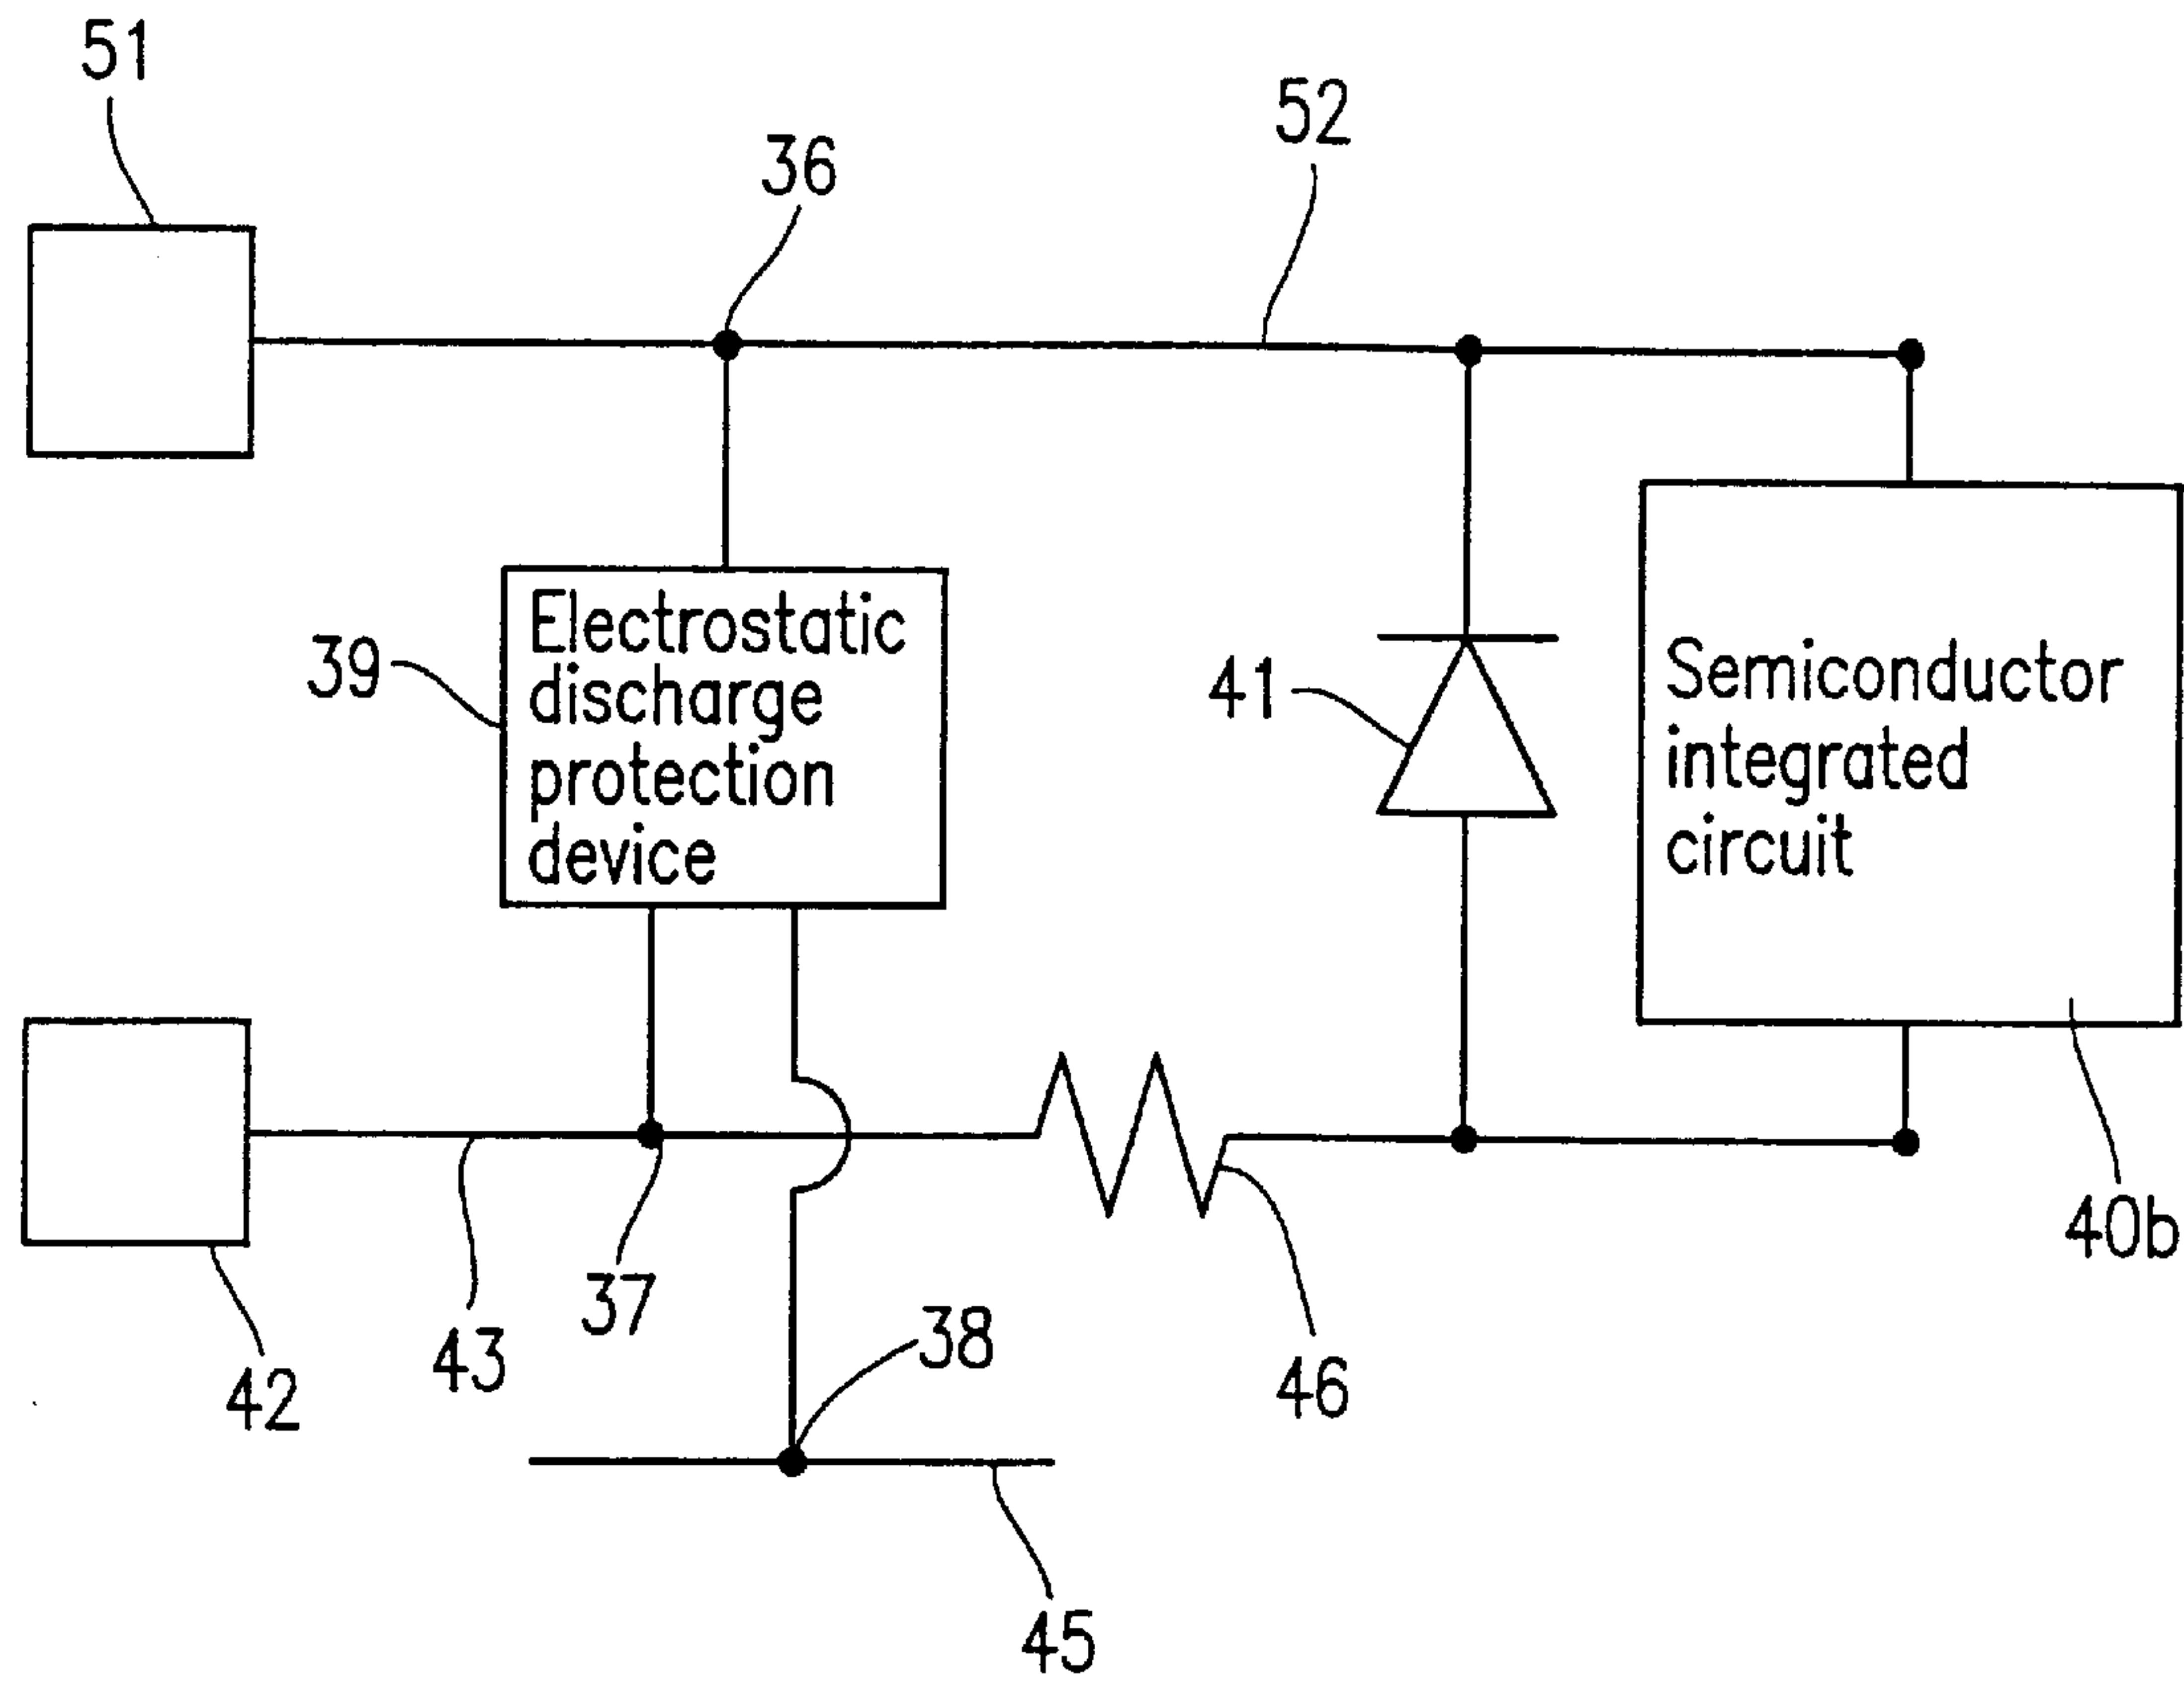 51
52
36
Electrostatic
discharge
protection
device
39
41
Semiconductor
integrated
circuit
40b
37
38
43
42
46
45